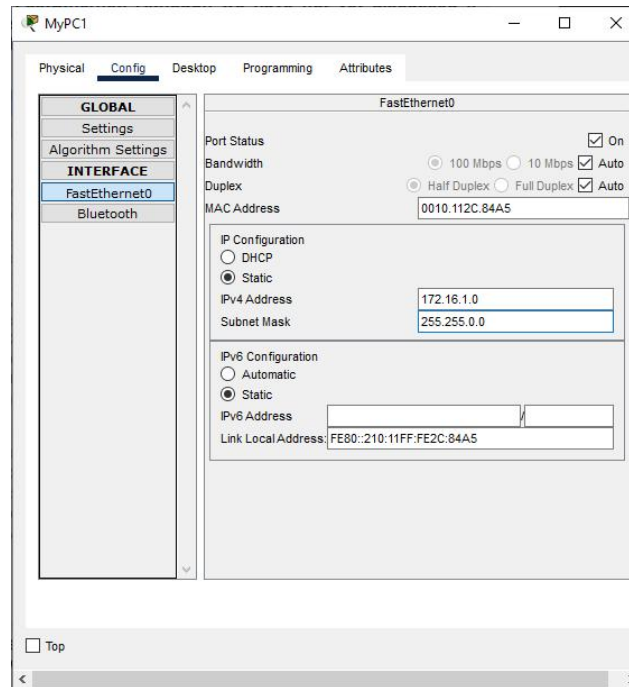 MyPC1
Physical Config Desktop Programming Attributes
GLOBAL
Settings
Algorithm Settings
INTERFACE
FastEthernet0
Bluetooth
FastEthernet0
Port Status On
Bandwidth 100 Mbps 10 Mbps Auto
Duplex Half Duplex Full Duplex Auto
MAC Address 0010.112C.84A5
IP Configuration
DHCP
Static
IPv4 Address 172.16.1.0
Subnet Mask 255.255.0.0
IPv6 Configuration
Automatic
Static
IPv6 Address /
Link Local Address: FE80::210:11FF:FE2C:84A5
Top